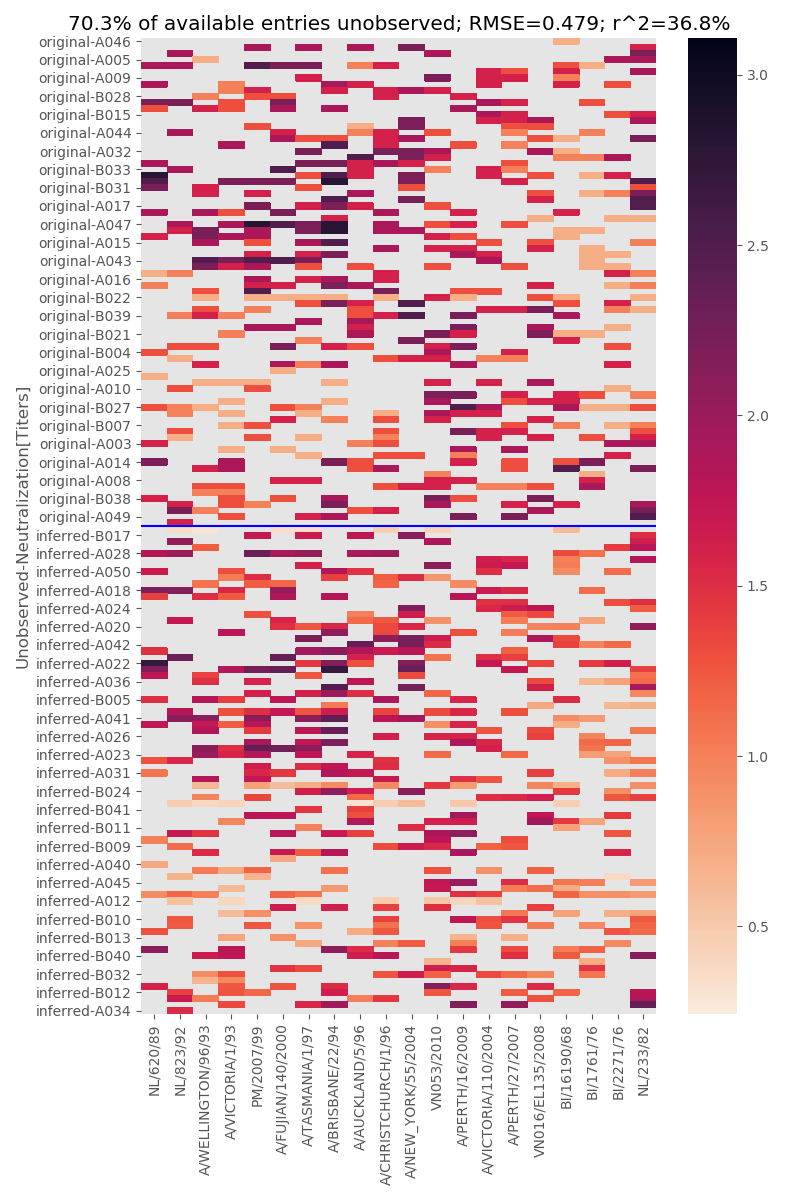 70.3% of available entries unobserved; RMSE=0.479; r^2=36.8%
Unobserved-Neutralization[Titers]
original-A046
original-A005
original-A009
original-B028
original-B015
original-A044
original-A032
original-B033
original-B031
original-A017
original-A047
original-A015
original-A043
original-A016
original-B022
original-B039
original-B021
original-B004
original-A025
original-A010
original-B027
original-B007
original-A003
original-A014
original-A008
original-B038
original-A049
inferred-B017
inferred-A028
inferred-A050
inferred-A018
inferred-A024
inferred-A020
inferred-A042
inferred-A022
inferred-A036
inferred-B005
inferred-A041
inferred-A026
inferred-A023
inferred-A031
inferred-B024
inferred-B041
inferred-B011
inferred-B009
inferred-A040
inferred-A045
inferred-A012
inferred-B010
inferred-B013
inferred-B040
inferred-B032
inferred-B012
inferred-A034
NL/620/89
NL/823/92
A/WELLINGTON/96/93
A/VICTORIA/1/93
PM/2007/99
A/FUJIAN/140/2000
A/TASMANIA/1/97
A/BRISBANE/22/94
A/AUCKLAND/5/96
A/CHRISTCHURCH/1/96
A/NEW_YORK/55/2004
VN053/2010
A/PERTH/16/2009
A/VICTORIA/110/2004
A/PERTH/27/2007
VN016/EL135/2008
BI/16190/68
BI/1761/76
BI/2271/76
NL/233/82
3.0
2.5
2.0
1.5
1.0
0.5